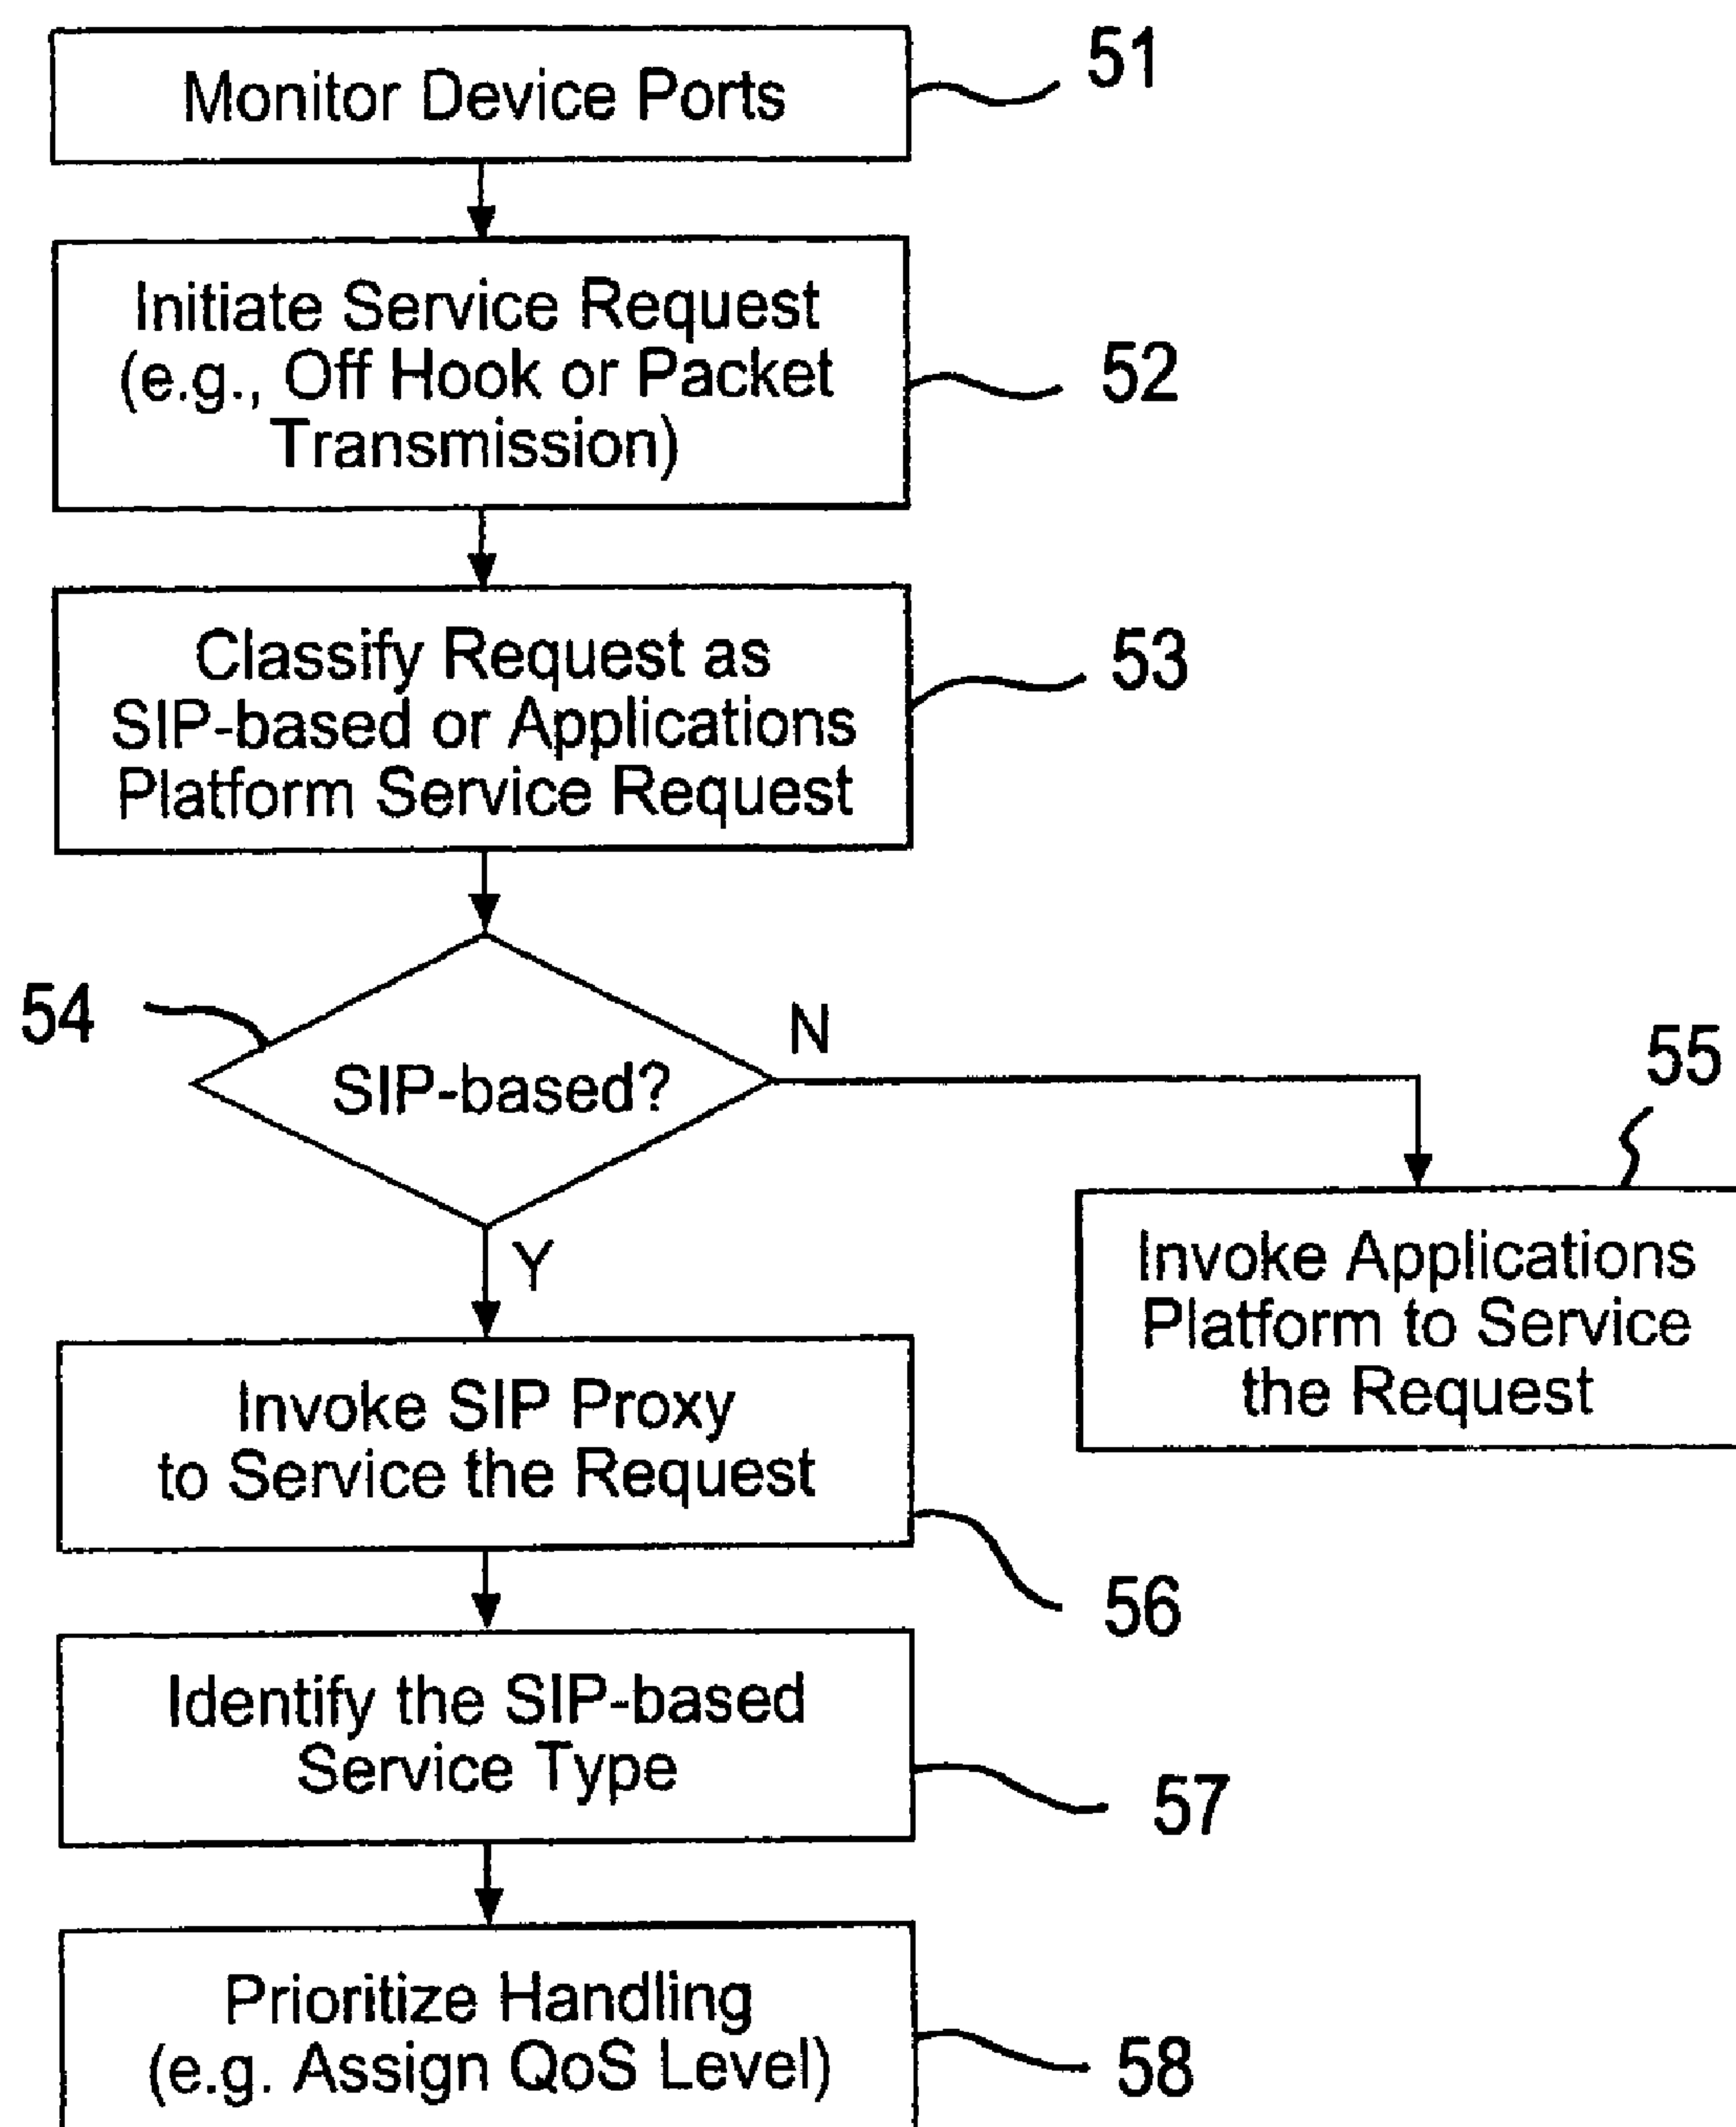 Monitor Device Ports
51
Initiate Service Request
(e.g., Off Hook or Packet
Transmission)
52
Classify Request as
SIP-based or Applications
Platform Service Request
53
54
SIP-based?
N
Y
55
Invoke Applications
Platform to Service
the Request
Invoke SIP Proxy
to Service the Request
56
Identify the SIP-based
Service Type
57
Prioritize Handling
(e.g. Assign QoS Level)
58